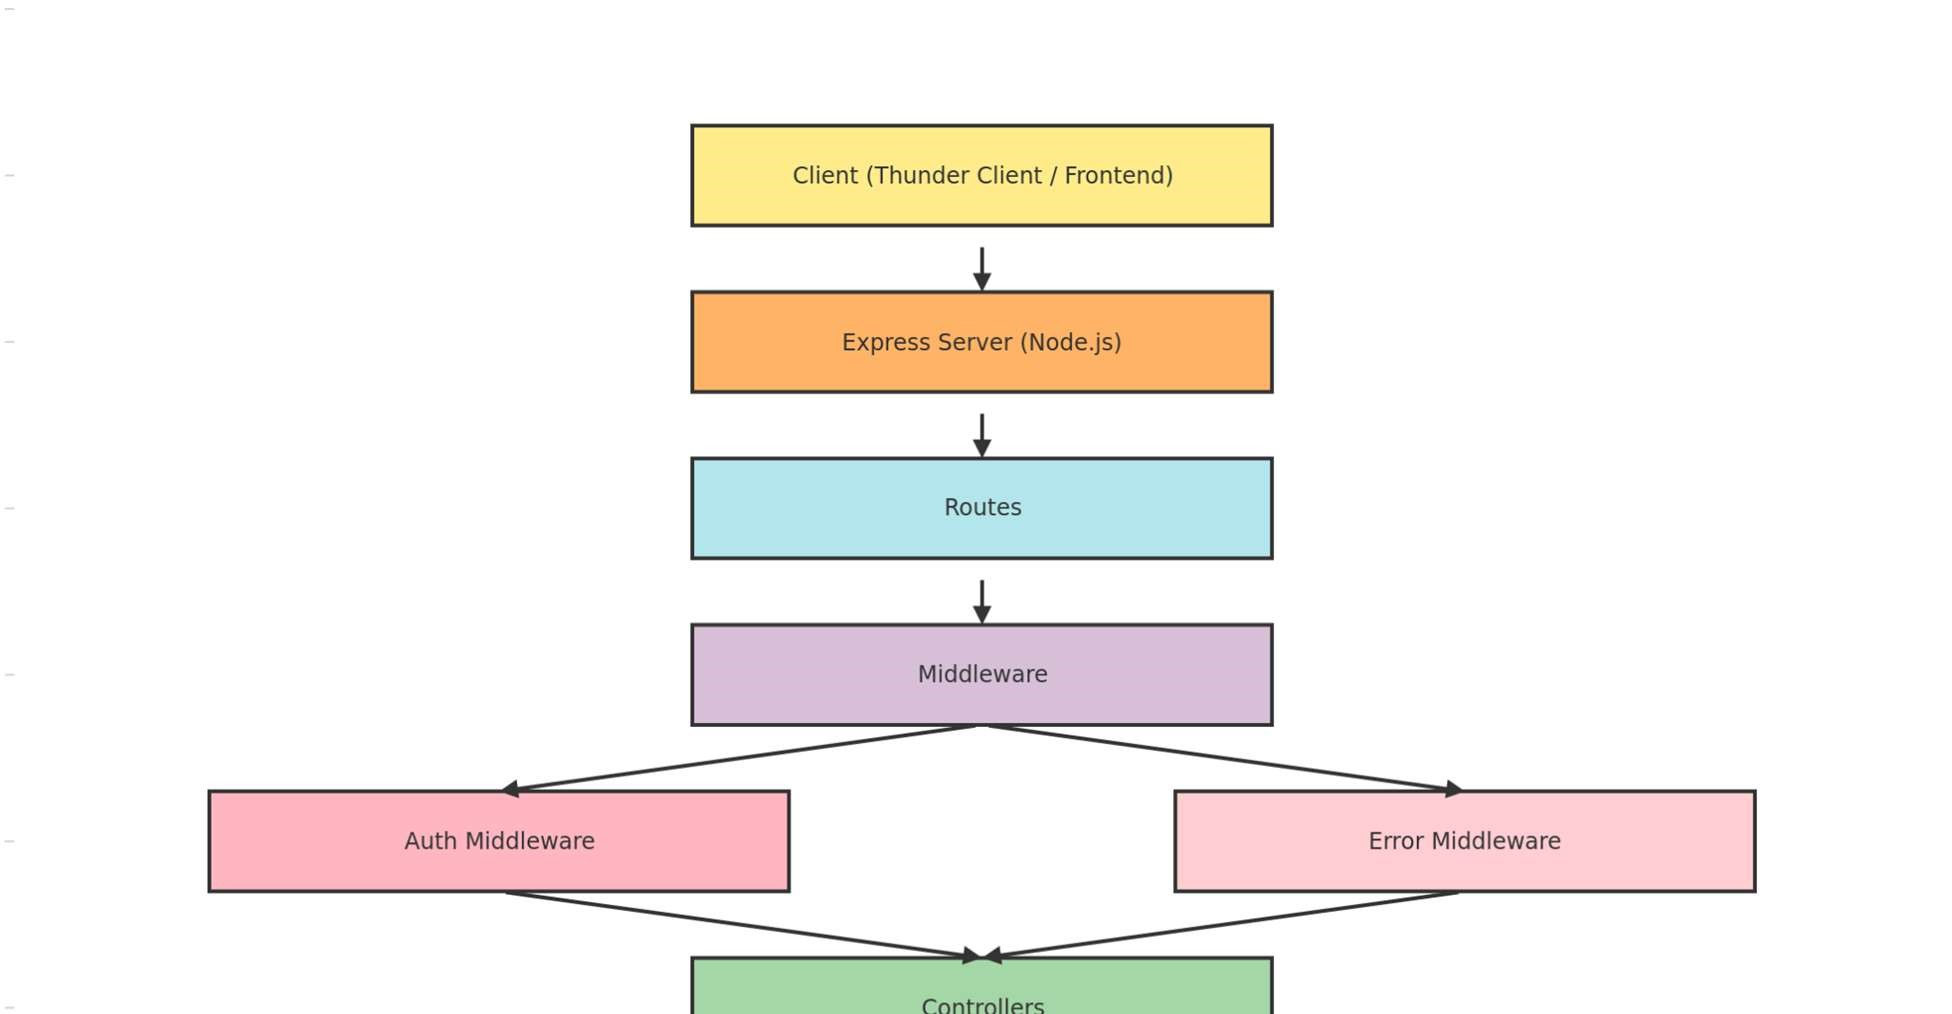 Client (Thunder Client / Frontend)
Express Server (Node.js)
Routes
Middleware
Auth Middleware
Error Middleware
Controllers